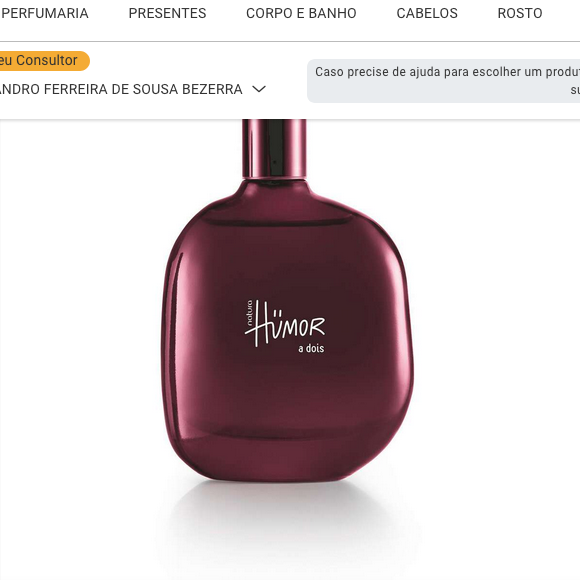 PERFUMARIA PRESENTES CORPO E BANHO CABELOS ROSTO
eu Consultor
ANDRO FERREIRA DE SOUSA BEZERRA
Caso precise de ajuda para escolher um produt
su
natura
HÜMOR
a dois